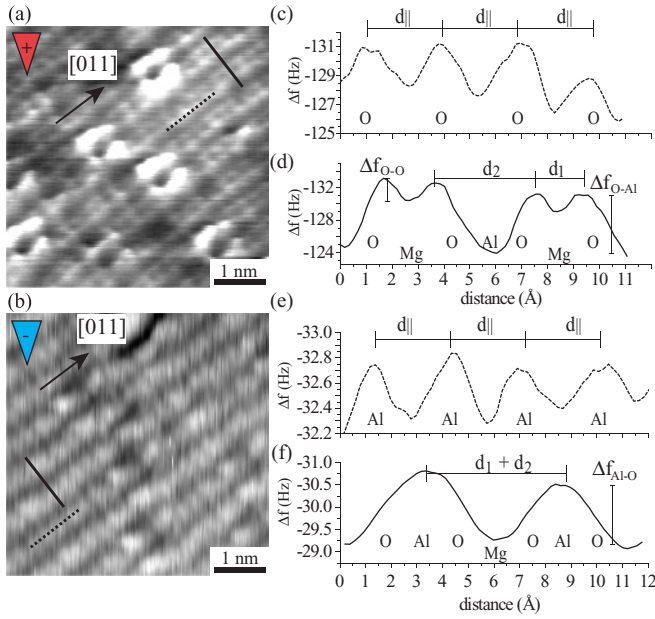 (a)
+
[011]
1 nm
(b)
-
[011]
1 nm
(c)
d|| d|| d||
Δf (Hz)
-131
-129
-127
-125
O O O O
(d)
Δf_O-O
d₂ d₁
Δf_O-Al
Δf (Hz)
-132
-128
-124
O Mg O Al O Mg O
0 1 2 3 4 5 6 7 8 9 10 11
distance (Å)
(e)
d|| d|| d||
Δf (Hz)
-33.0
-32.8
-32.6
-32.4
-32.2
Al Al Al Al
(f)
d₁ + d₂
Δf_Al-O
Δf (Hz)
-31.0
-30.5
-30.0
-29.5
-29.0
O Al O Mg O Al O
0 1 2 3 4 5 6 7 8 9 10 11 12
distance (Å)